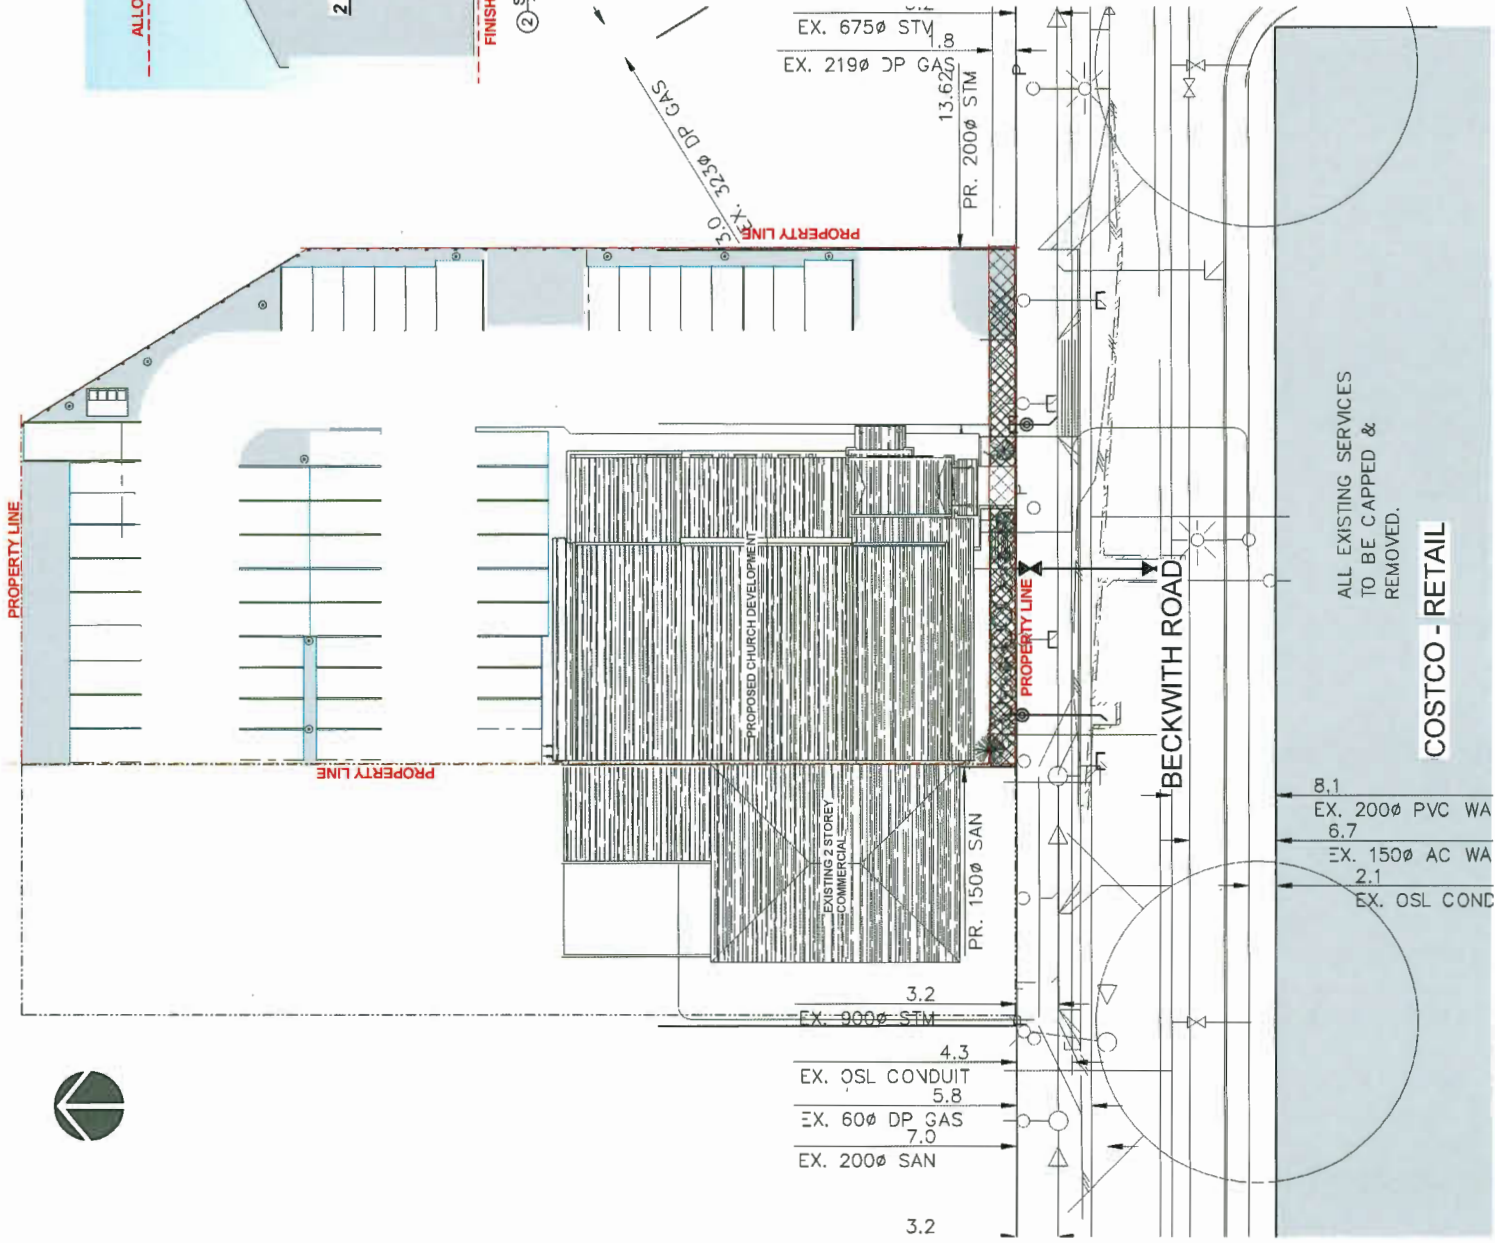 ALLO
2
FINISH
2
S
EX. 675ø STM
1.8
EX. 219ø DP GAS
13.62
PR. 200ø STM
P
3.0
EX. 323ø DP GAS
PROPERTY LINE
PROPERTY LINE
PROPERTY LINE
PROPOSED CHURCH DEVELOPMENT
EXISTING 2 STOREY
COMMERCIAL
P
PROPERTY LINE
BECKWITH ROAD
ALL EXISTING SERVICES
TO BE CAPPED &
REMOVED.
COSTCO - RETAIL
PR. 150ø SAN
8.1
EX. 200ø PVC WA
6.7
EX. 150ø AC WA
2.1
EX. OSL COND
3.2
EX. 900ø STM
4.3
EX. OSL CONDUIT
5.8
EX. 60ø DP GAS
7.0
EX. 200ø SAN
3.2